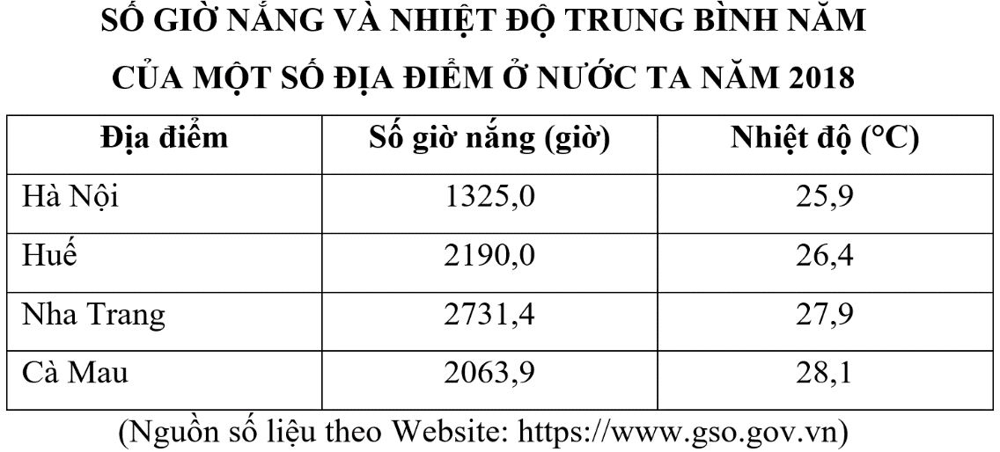 SỐ GIỜ NẮNG VÀ NHIỆT ĐỘ TRUNG BÌNH NĂM
CỦA MỘT SỐ ĐỊA ĐIỂM Ở NƯỚC TA NĂM 2018
Địa điểm Số giờ nắng (giờ) Nhiệt độ (°C)
Hà Nội 1325,0 25,9
Huế 2190,0 26,4
Nha Trang 2731,4 27,9
Cà Mau 2063,9 28,1
(Nguồn số liệu theo Website: https://www.gso.gov.vn)